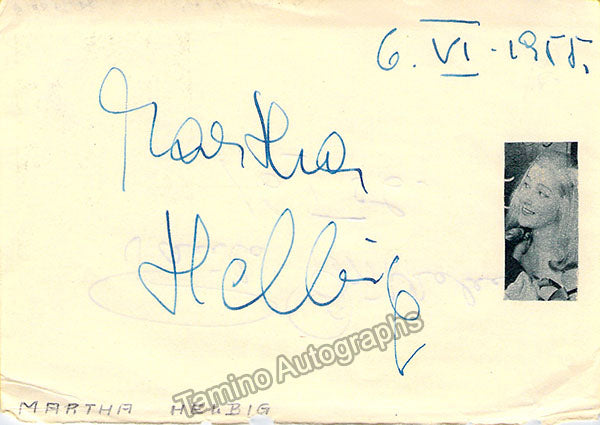 6. VI. 1955.
Martha
Helbig
Tamino Autographs
MARTHA HELBIG